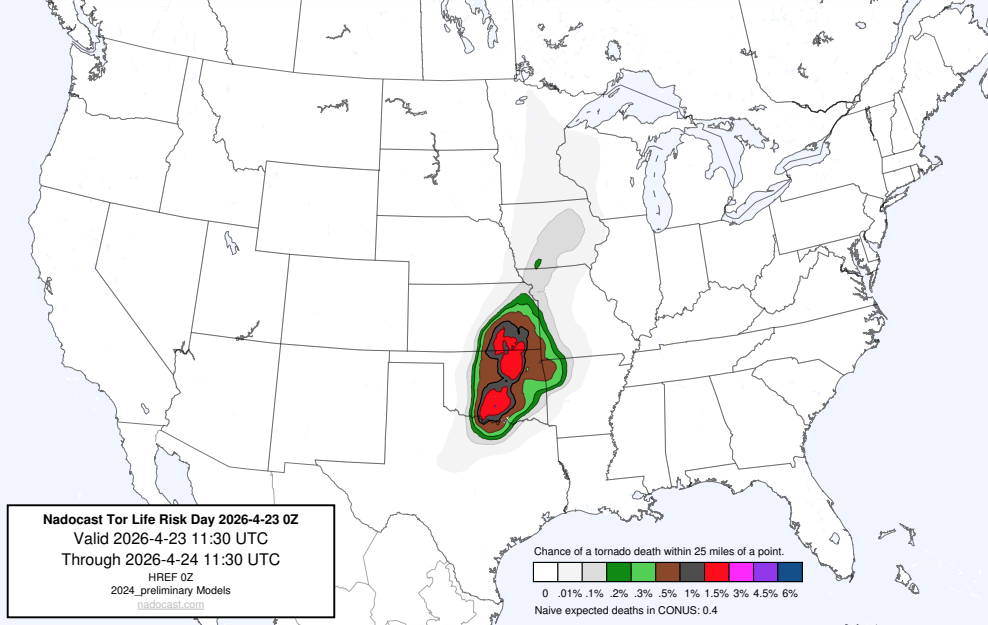 Nadocast Tor Life Risk Day 2026-4-23 0Z
Valid 2026-4-23 11:30 UTC
Through 2026-4-24 11:30 UTC
HREF 0Z
2024_preliminary Models
nadocast.com
Chance of a tornado death within 25 miles of a point.
0 .01% .1% .2% .3% .5% 1% 1.5% 3% 4.5% 6%
Naive expected deaths in CONUS: 0.4